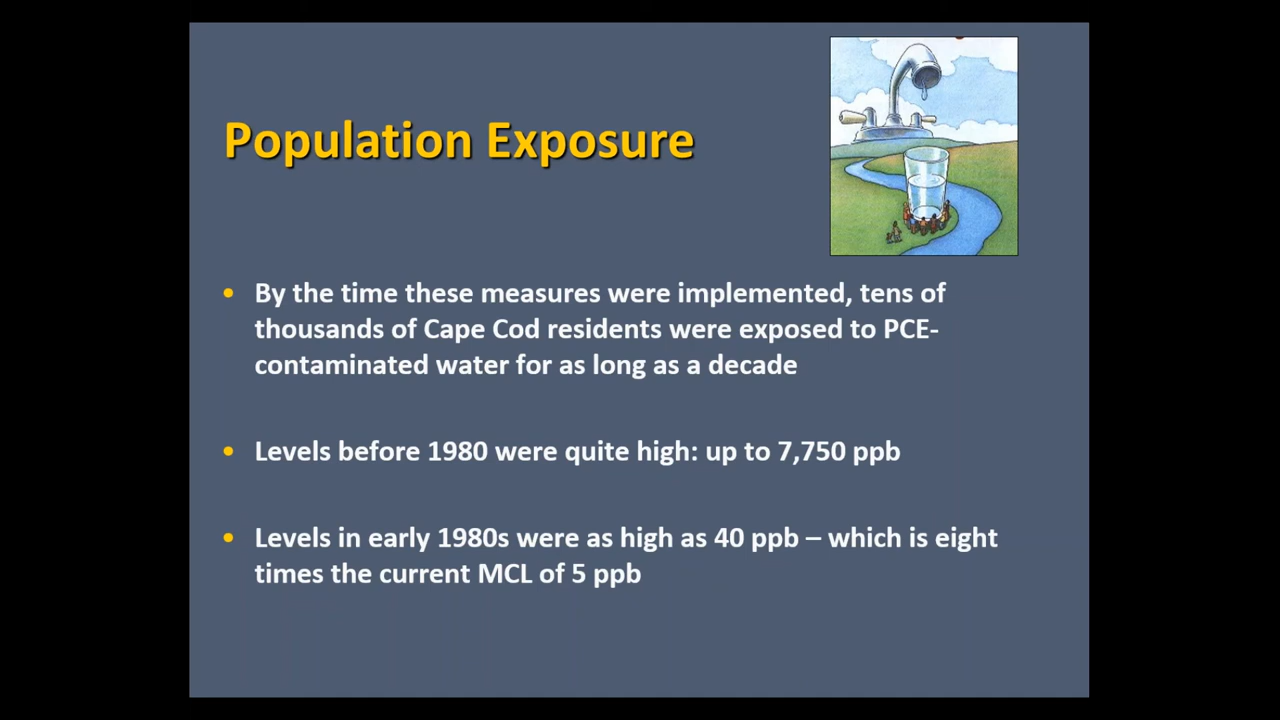 Population Exposure
• By the time these measures were implemented, tens of
thousands of Cape Cod residents were exposed to PCE-
contaminated water for as long as a decade
• Levels before 1980 were quite high: up to 7,750 ppb
• Levels in early 1980s were as high as 40 ppb – which is eight
times the current MCL of 5 ppb